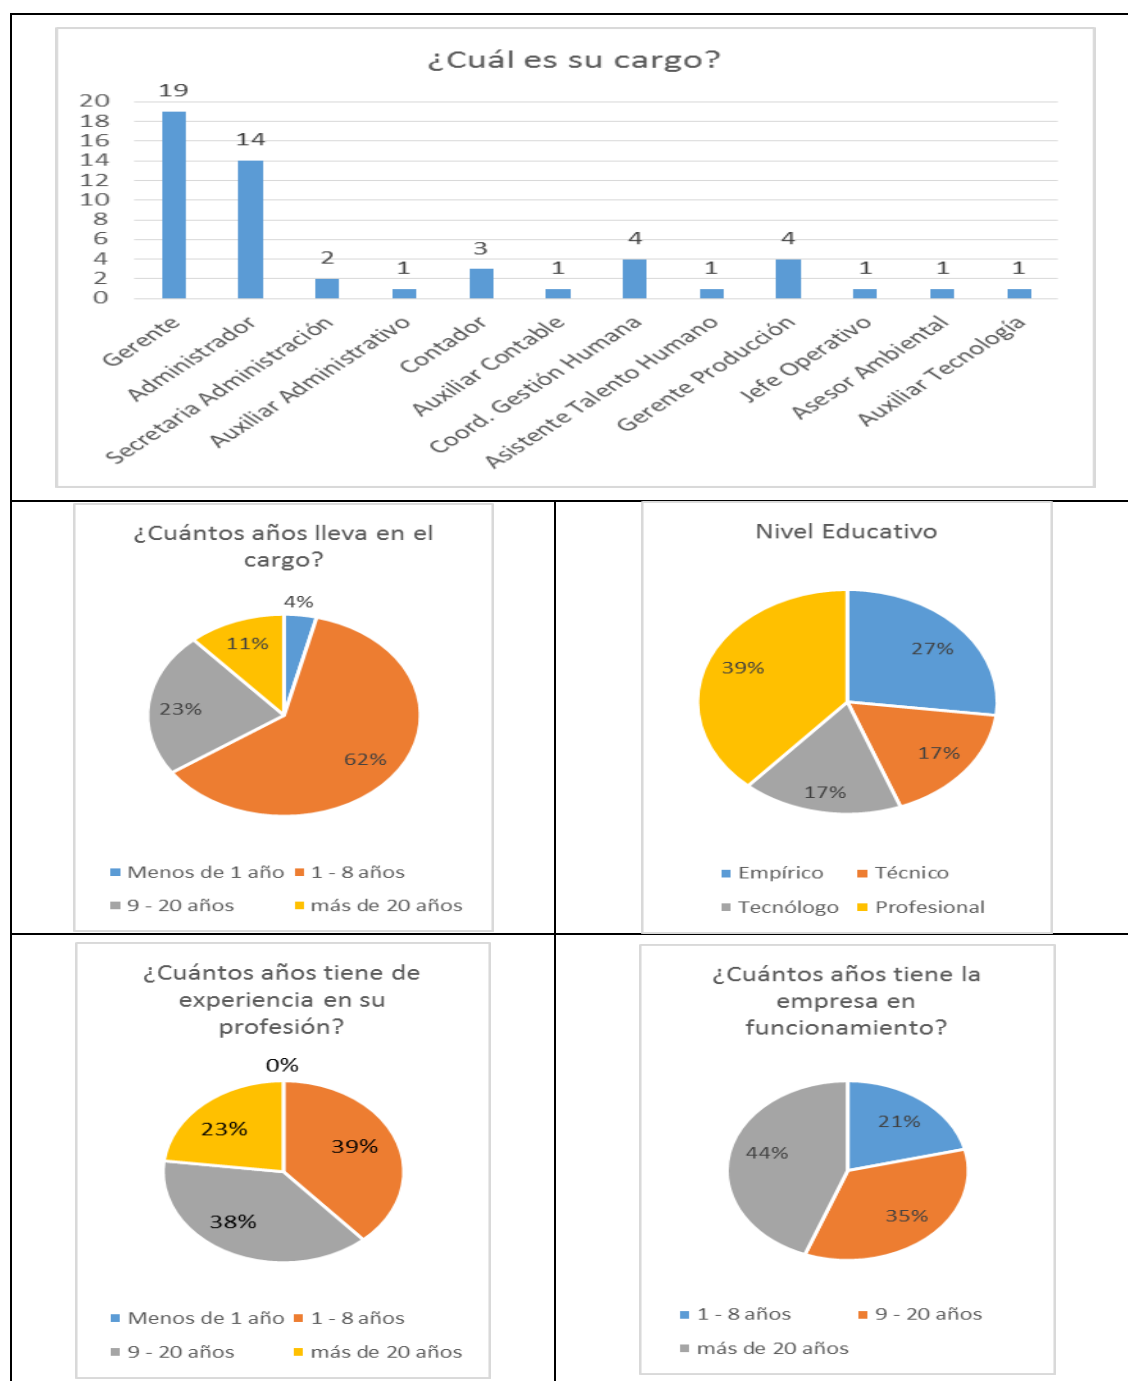 ¿Cuál es su cargo?
20
18
16
14
12
10
8
6
4
2
0
19
14
2
1
3
1
4
1
4
1
1
1
Gerente
Administrador
Secretaria Administración
Auxiliar Administrativo
Contador
Auxiliar Contable
Coord. Gestión Humana
Asistente Talento Humano
Gerente Producción
Jefe Operativo
Asesor Ambiental
Auxiliar Tecnología
¿Cuántos años lleva en el
cargo?
4%
11%
23%
62%
Menos de 1 año
1 - 8 años
9 - 20 años
más de 20 años
Nivel Educativo
27%
39%
17%
17%
Empírico
Técnico
Tecnólogo
Profesional
¿Cuántos años tiene de
experiencia en su
profesión?
0%
23%
39%
38%
Menos de 1 año
1 - 8 años
9 - 20 años
más de 20 años
¿Cuántos años tiene la
empresa en
funcionamiento?
21%
44%
35%
1 - 8 años
9 - 20 años
más de 20 años